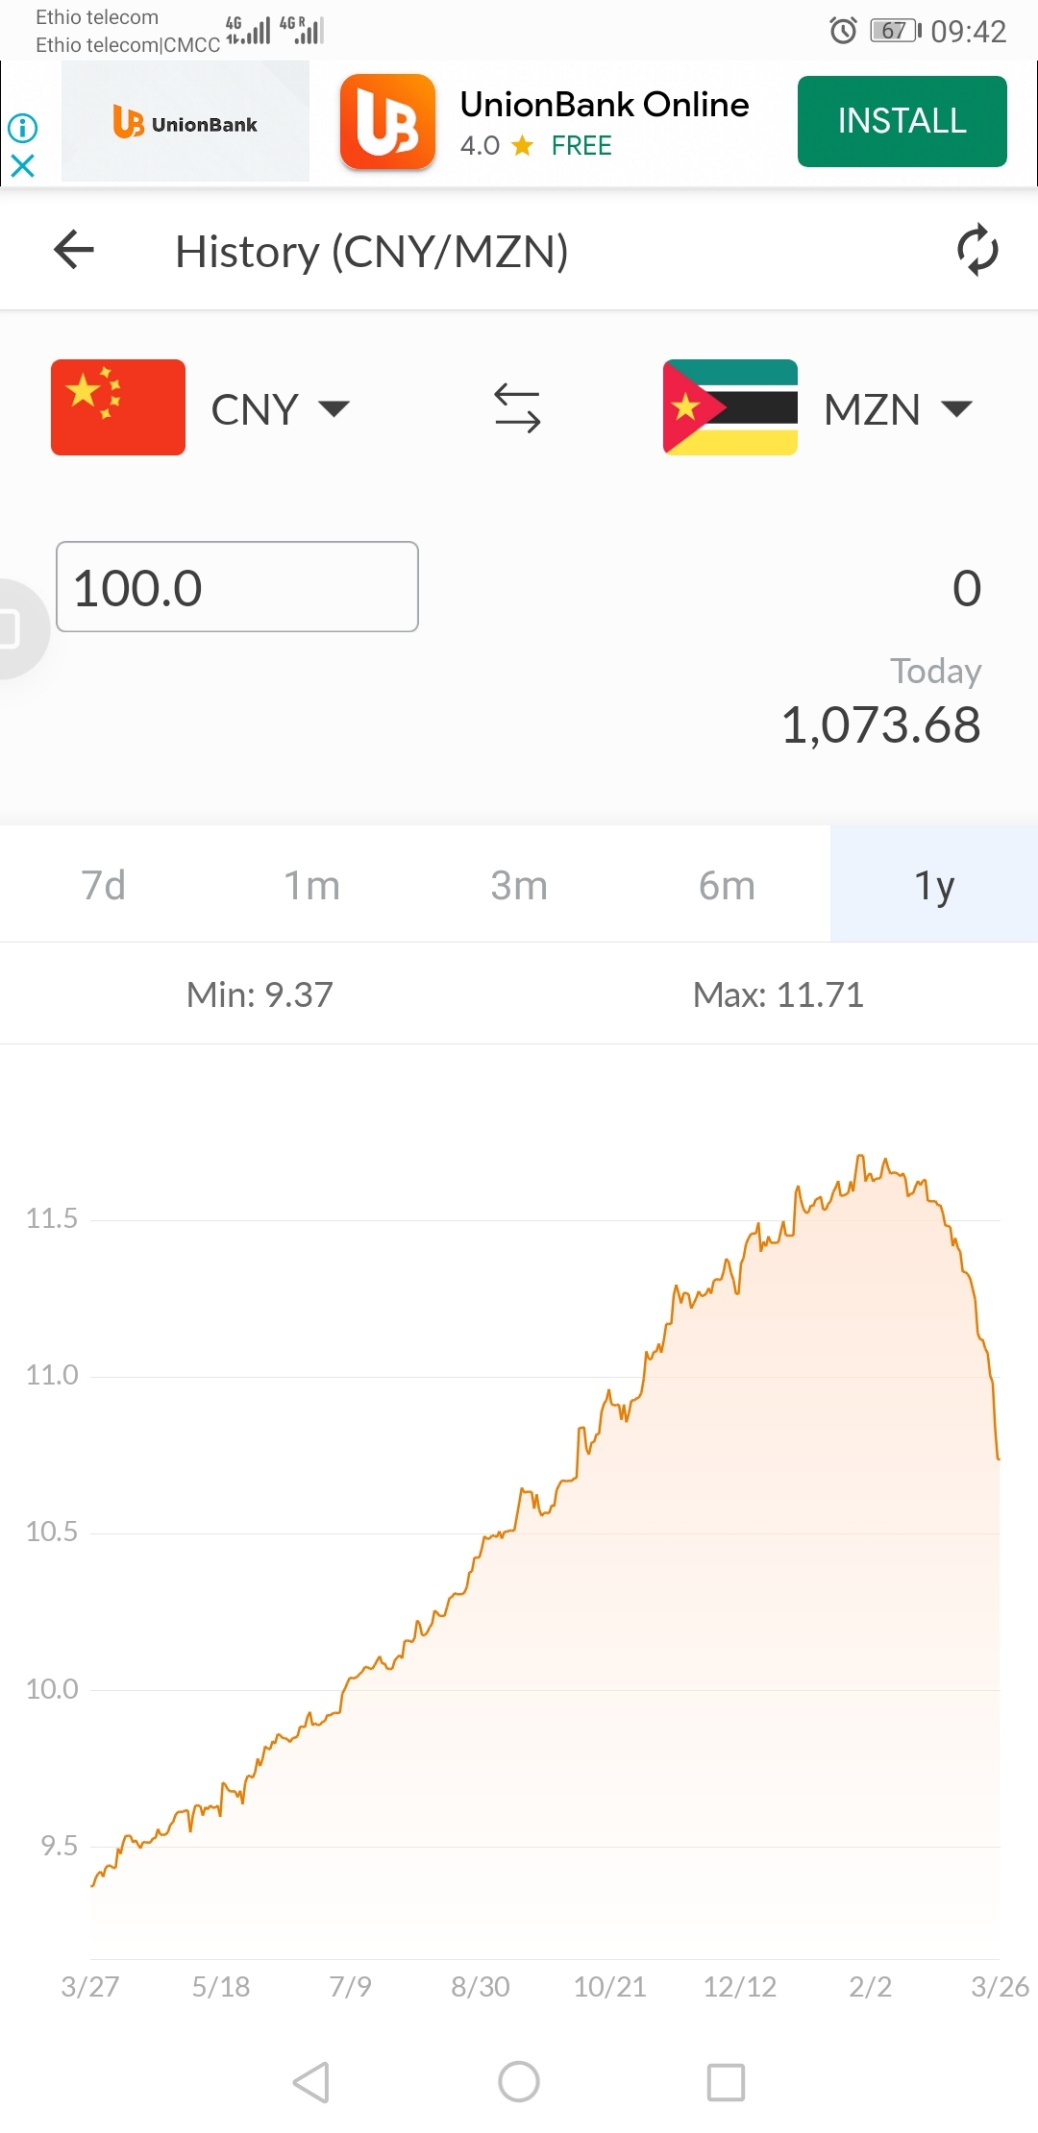 Ethio telecom
Ethio telecom|CMCC 4G 4G R 67 09:42
UnionBank
UnionBank Online
4.0 FREE
INSTALL
History (CNY/MZN)
CNY MZN
100.0 0
Today
1,073.68
7d 1m 3m 6m 1y
Min: 9.37 Max: 11.71
11.5
11.0
10.5
10.0
9.5
3/27 5/18 7/9 8/30 10/21 12/12 2/2 3/26